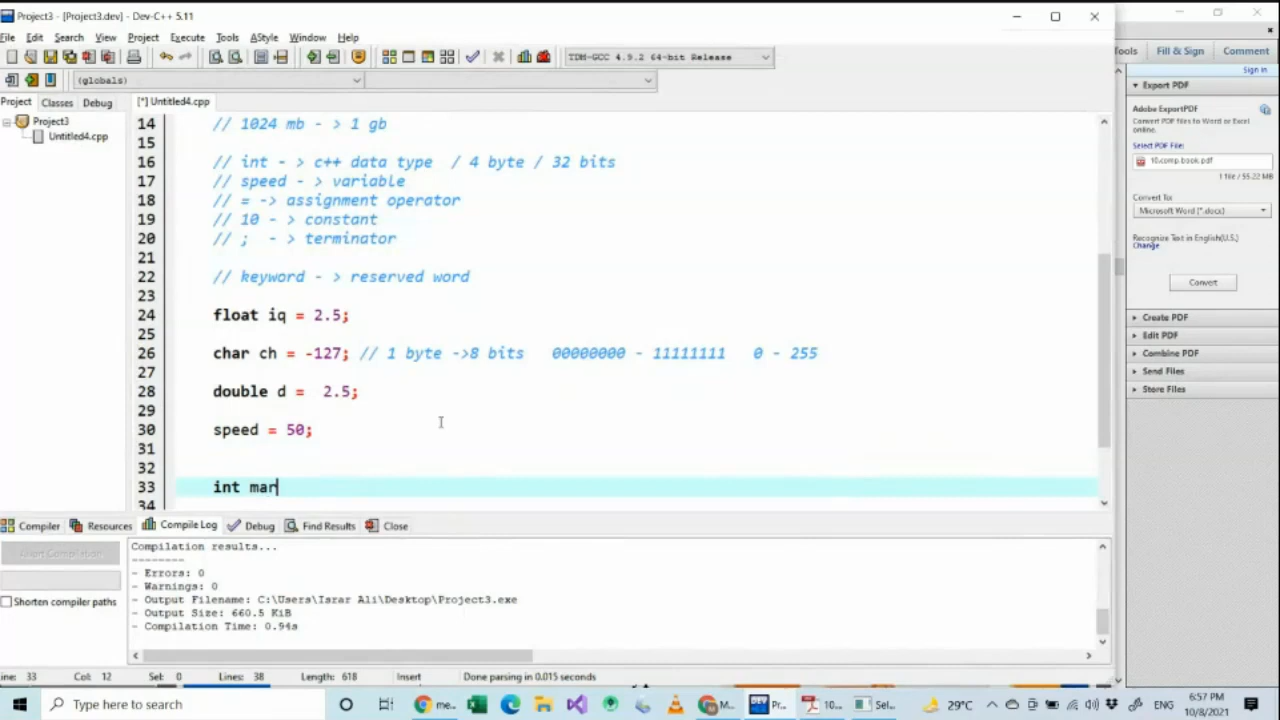 Project3 - [Project3.dev] - Dev-C++ 5.11
File Edit Search View Project Execute Tools AStyle Window Help
TDM-GCC 4.9.2 64-bit Release
(globals)
Project Classes Debug
Project3
Untitled4.cpp
[*] Untitled4.cpp
14 // 1024 mb - > 1 gb
15
16 // int - > c++ data type / 4 byte / 32 bits
17 // speed - > variable
18 // = -> assignment operator
19 // 10 - > constant
20 // ; - > terminator
21
22 // keyword - > reserved word
23
24 float iq = 2.5;
25
26 char ch = -127; // 1 byte ->8 bits 00000000 - 11111111 0 - 255
27
28 double d = 2.5;
29
30 speed = 50;
31
32
33 int mar
34
Compiler Resources Compile Log Debug Find Results Close
Abort Compilation
Shorten compiler paths
Compilation results...
--------
- Errors: 0
- Warnings: 0
- Output Filename: C:\Users\Israr Ali\Desktop\Project3.exe
- Output Size: 660.5 KiB
- Compilation Time: 0.94s
Line: 33 Col: 12 Sel: 0 Lines: 38 Length: 618 Insert Done parsing in 0.015 seconds
Tools Fill & Sign Comment
Sign In
Export PDF
Adobe ExportPDF
Convert PDF files to Word or Excel
online.
Select PDF File:
10.comp.book.pdf
1 file / 55.22 MB
Convert To:
Microsoft Word (*.docx)
Recognize Text in English(U.S.)
Change
Convert
Create PDF
Edit PDF
Combine PDF
Send Files
Store Files
Type here to search
me...
M...
Pr...
10...
Sel...
29°C
ENG
6:57 PM
10/8/2021